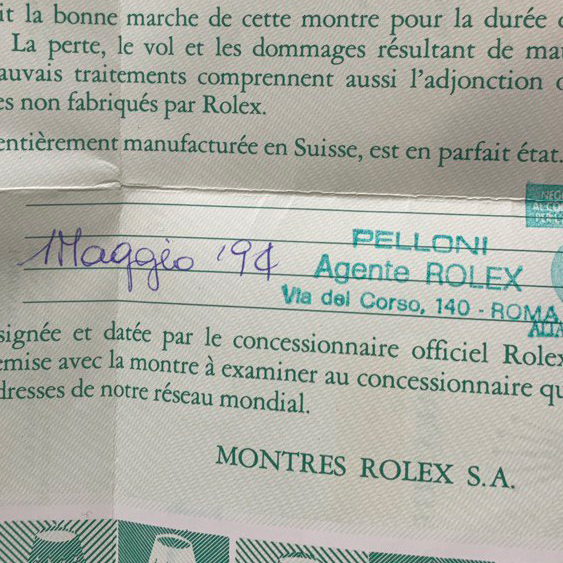 it la bonne marche de cette montre pour la durée
La perte, le vol et les dommages résultant de mau
auvais traitements comprennent aussi l'adjonction
es non fabriqués par Rolex.
entièrement manufacturée en Suisse, est en parfait état.
1 Maggio '94
PELLONI
Agente ROLEX
Via del Corso, 140 - ROMA
signée et datée par le concessionnaire officiel Rolex
emise avec la montre à examiner au concessionnaire qu
dresses de notre réseau mondial.
MONTRES ROLEX S.A.